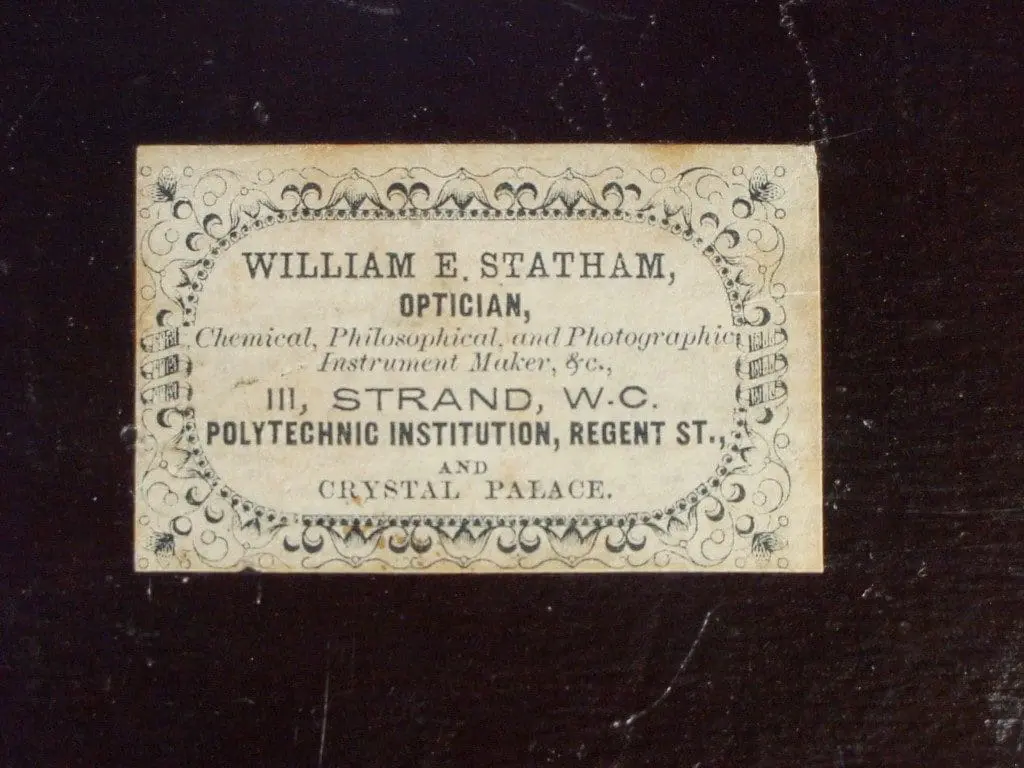 WILLIAM E. STATHAM,
OPTICIAN,
Chemical, Philosophical, and Photographic
Instrument Maker, &c.,
111, STRAND, W.C.
POLYTECHNIC INSTITUTION, REGENT ST.,
AND
CRYSTAL PALACE.